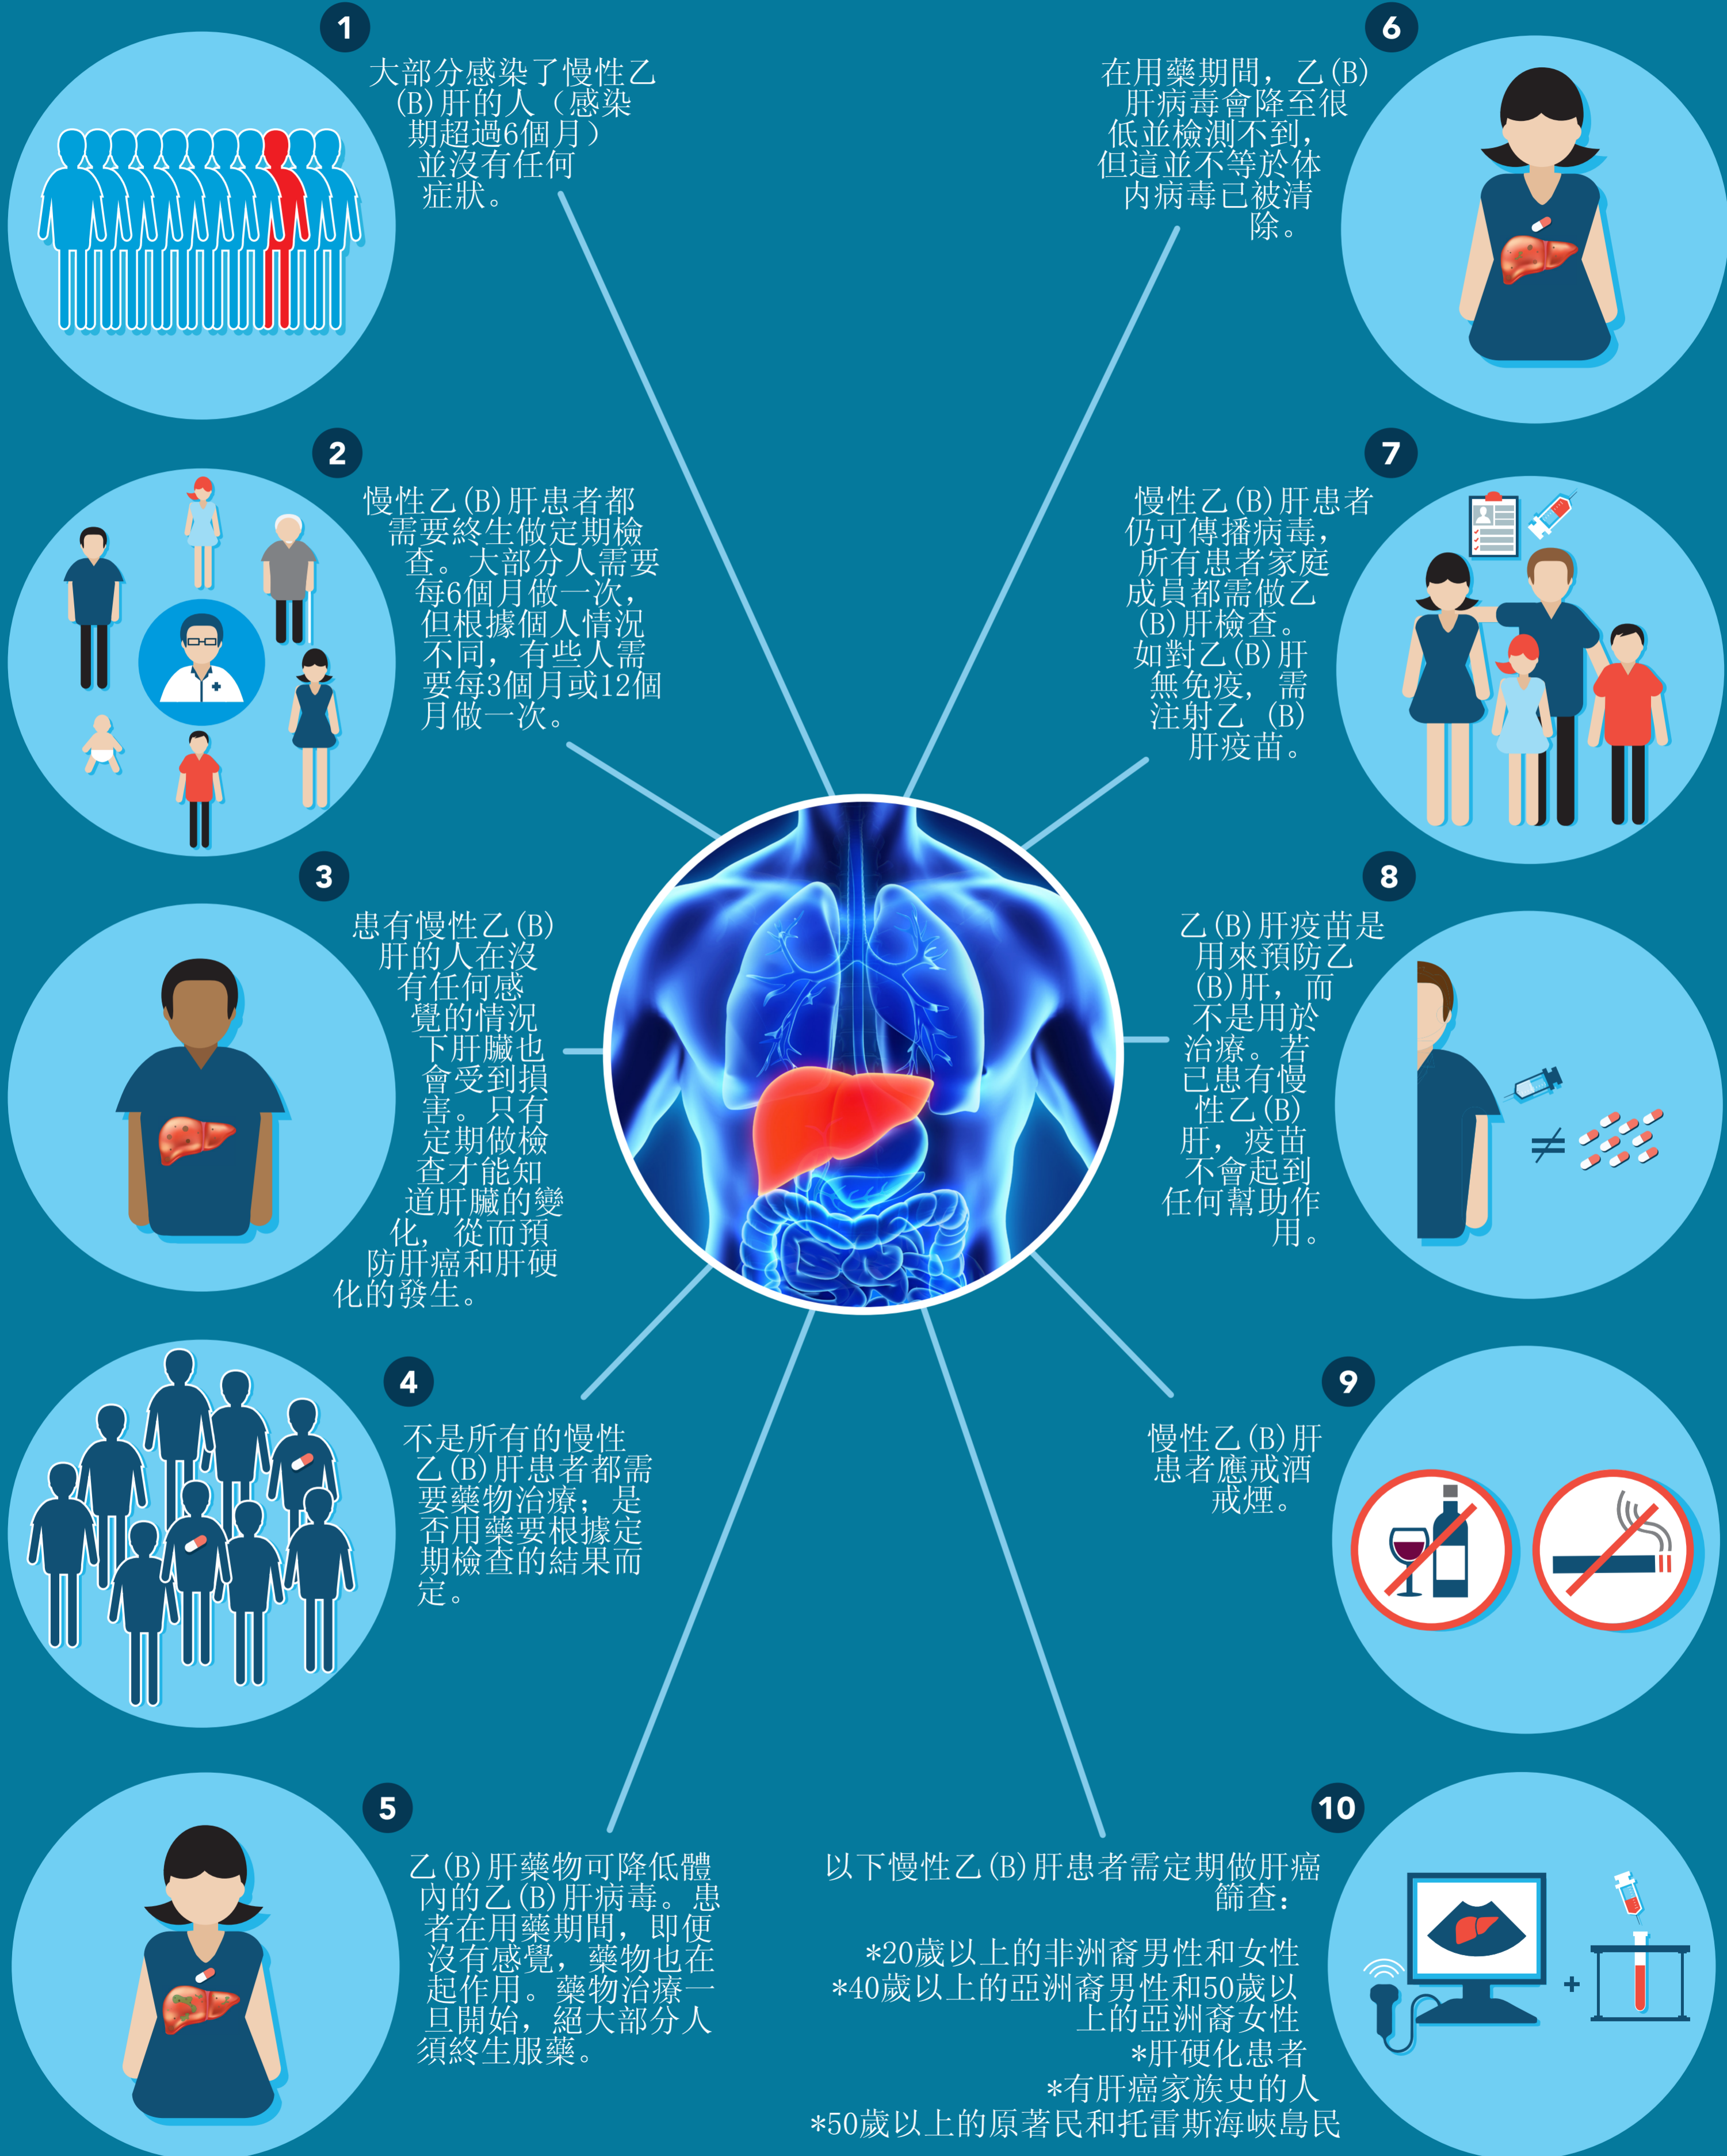 1
大部分感染了慢性乙
(B)肝的人（感染
期超過6個月）
並沒有任何
症狀。
2
慢性乙(B)肝患者都
需要終生做定期檢
查。大部分人需要
每6個月做一次，
但根據個人情況
不同，有些人需
要每3個月或12個
月做一次。
3
患有慢性乙(B)
肝的人在沒
有任何感
覺的情況
下肝臟也
會受到損
害。只有
定期做檢
查才能知
道肝臟的變
化，從而預
防肝癌和肝硬
化的發生。
4
不是所有的慢性
乙(B)肝患者都需
要藥物治療；是
否用藥要根據定
期檢查的結果而
定。
5
乙(B)肝藥物可降低體
內的乙(B)肝病毒。患
者在用藥期間，即便
沒有感覺，藥物也在
起作用。藥物治療一
旦開始，絕大部分人
須終生服藥。
6
在用藥期間，乙(B)
肝病毒會降至很
低並檢測不到，
但這並不等於体
内病毒已被清
除。
7
慢性乙(B)肝患者
仍可傳播病毒，
所有患者家庭
成員都需做乙
(B)肝檢查。
如對乙(B)肝
無免疫，需
注射乙 (B)
肝疫苗。
8
乙(B)肝疫苗是
用來預防乙
(B)肝，而
不是用於
治療。若
已患有慢
性乙(B)
肝，疫苗
不會起到
任何幫助作
用。
≠
9
慢性乙(B)肝
患者應戒酒
戒煙。
10
以下慢性乙(B)肝患者需定期做肝癌
篩查：
*20歲以上的非洲裔男性和女性
*40歲以上的亞洲裔男性和50歲以
上的亞洲裔女性
*肝硬化患者
*有肝癌家族史的人
*50歲以上的原著民和托雷斯海峽島民
+